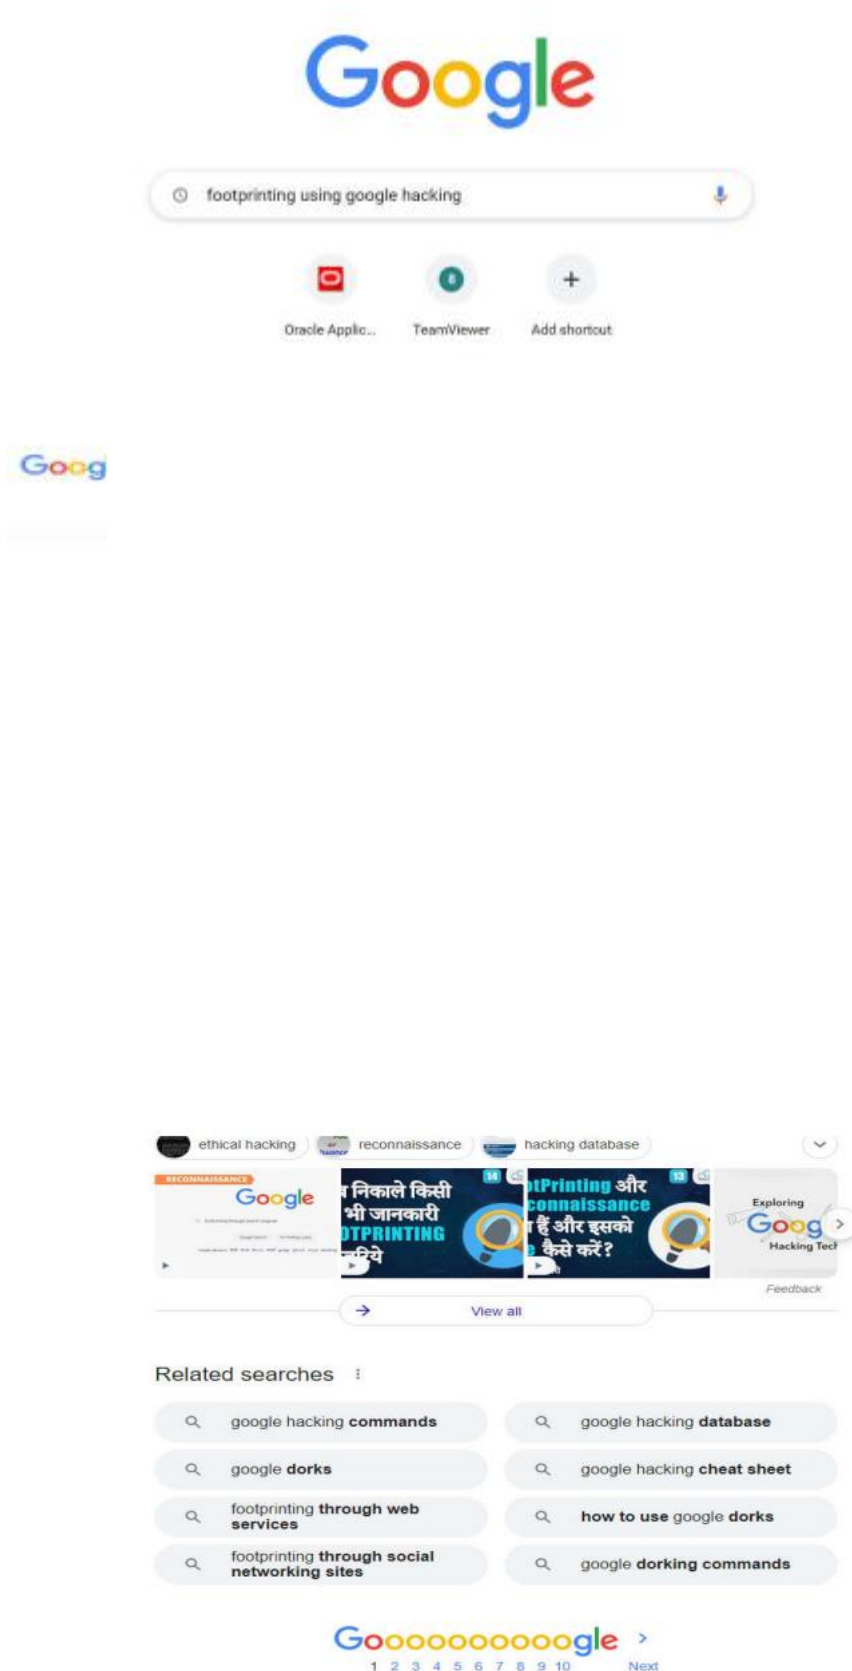 Google
footprinting using google hacking
Oracle Applic...
TeamViewer
Add shortcut
Goog
ethical hacking
reconnaissance
hacking database
RECONNAISSANCE
Google
निकाले किसी
भी जानकारी
OTPRINTING
14
otPrinting और
connaissance
हैं और इसको
कैसे करें?
13
Exploring
Goog
Hacking Tech
Feedback
View all
Related searches
google hacking commands
google hacking database
google dorks
google hacking cheat sheet
footprinting through web
services
how to use google dorks
footprinting through social
networking sites
google dorking commands
Goooooooooogle >
1 2 3 4 5 6 7 8 9 10 Next